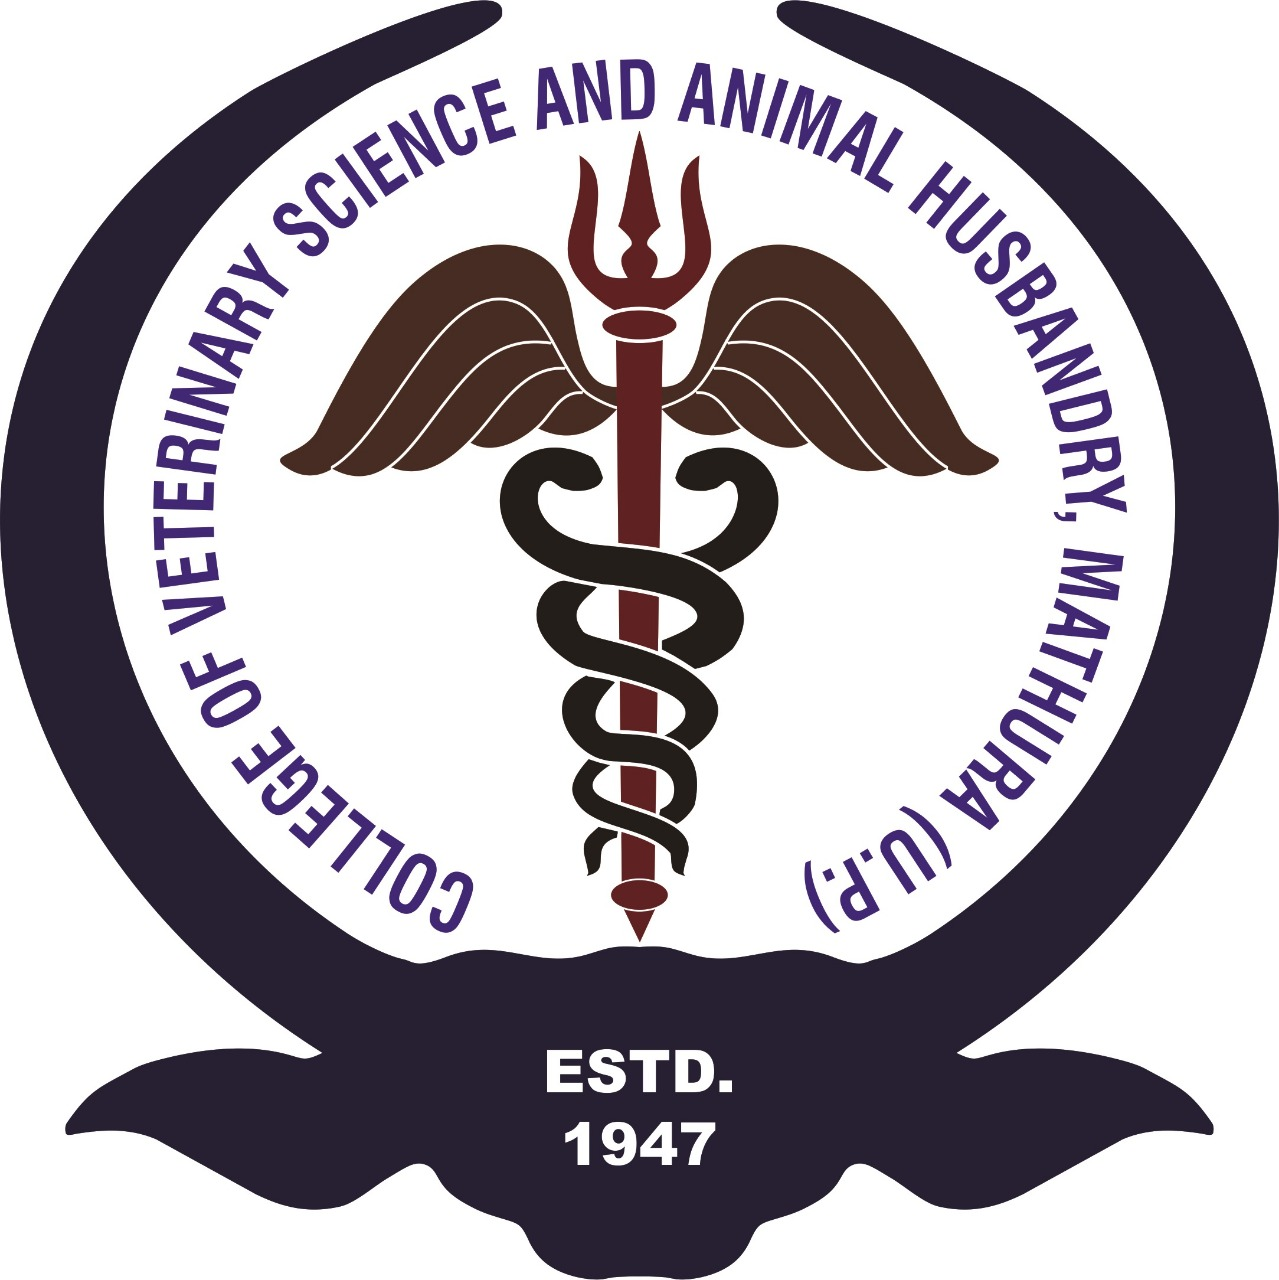 COLLEGE OF VETERINARY SCIENCE AND ANIMAL HUSBANDRY, MATHURA (U.P.)
ESTD.
1947